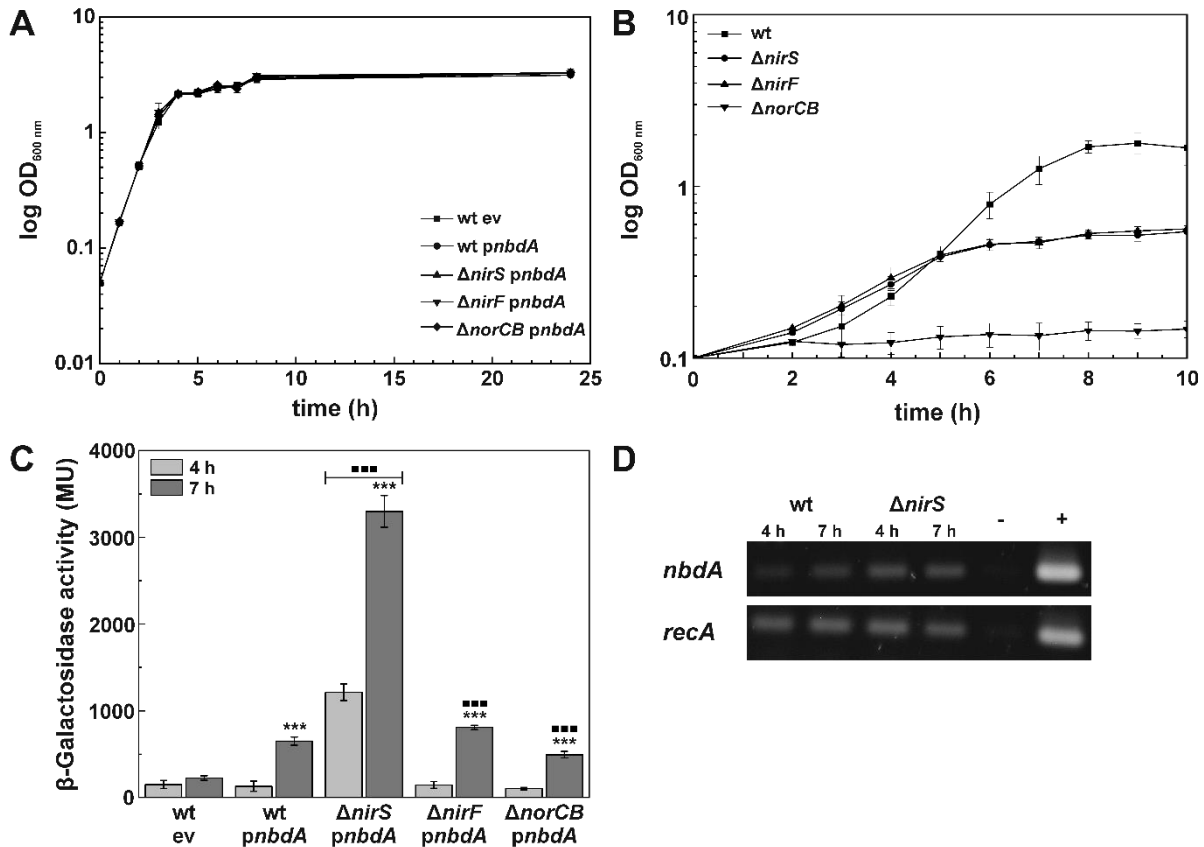 A
log OD600 nm
10
1
0.1
0.01
0
5
10
15
20
25
time (h)
wt ev
wt pnbdA
ΔnirS pnbdA
ΔnirF pnbdA
ΔnorCB pnbdA
B
log OD600 nm
10
1
0.1
0
2
4
6
8
10
time (h)
wt
ΔnirS
ΔnirF
ΔnorCB
C
β-Galactosidase activity (MU)
4000
3000
2000
1000
0
4 h
7 h
***
■■■
***
■■■
***
■■■
***
wt ev
wt pnbdA
ΔnirS pnbdA
ΔnirF pnbdA
ΔnorCB pnbdA
D
wt ΔnirS - +
4 h 7 h 4 h 7 h
nbdA
recA